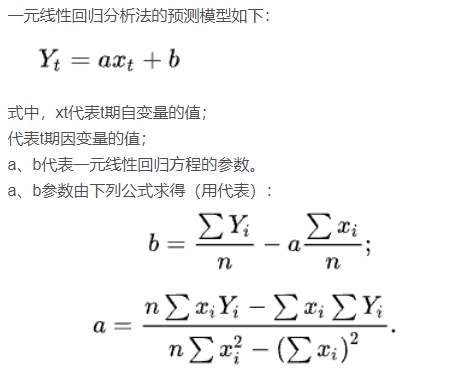 一元线性回归分析法的预测模型如下:
Y_t = ax_t + b
式中，xt代表t期自变量的值；
代表t期因变量的值；
a、b代表一元线性回归方程的参数。
a、b参数由下列公式求得（用代表）:
b = \frac{\sum Y_i}{n} - a\frac{\sum x_i}{n};
a = \frac{n\sum x_iY_i - \sum x_i \sum Y_i}{n\sum x_i^2 - (\sum x_i)^2}.